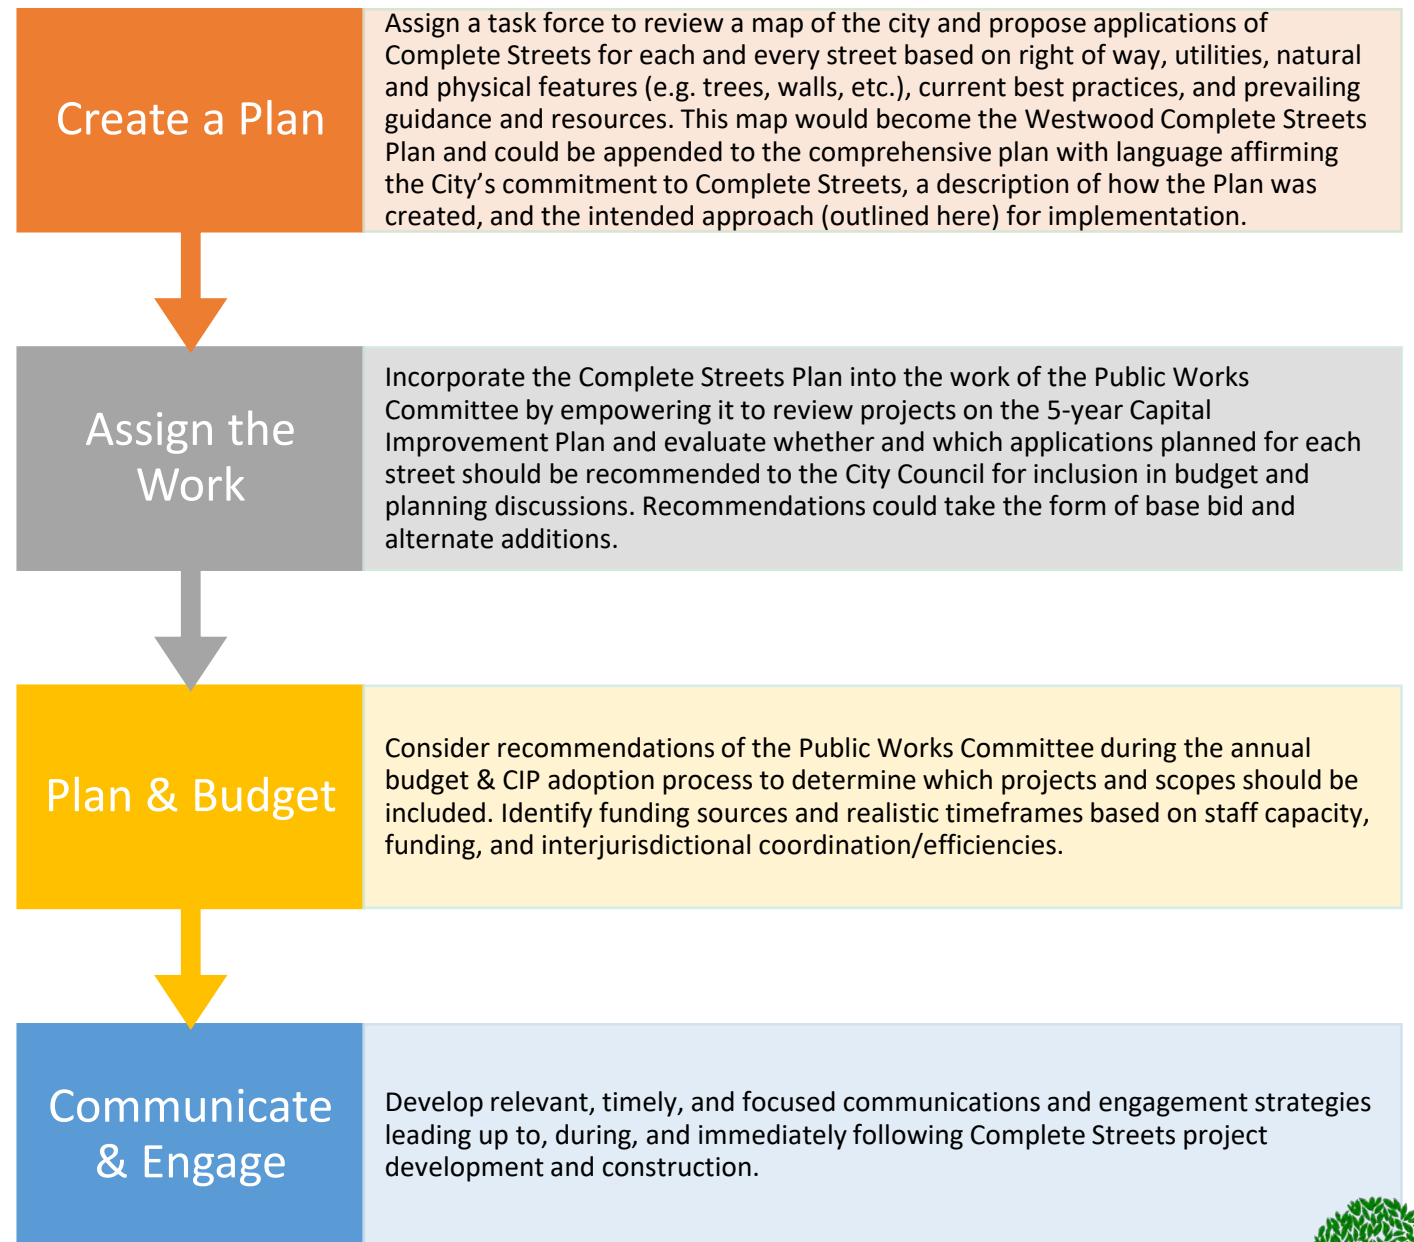 Create a Plan
Assign a task force to review a map of the city and propose applications of
Complete Streets for each and every street based on right of way, utilities, natural
and physical features (e.g. trees, walls, etc.), current best practices, and prevailing
guidance and resources. This map would become the Westwood Complete Streets
Plan and could be appended to the comprehensive plan with language affirming
the City’s commitment to Complete Streets, a description of how the Plan was
created, and the intended approach (outlined here) for implementation.
Assign the
Work
Incorporate the Complete Streets Plan into the work of the Public Works
Committee by empowering it to review projects on the 5-year Capital
Improvement Plan and evaluate whether and which applications planned for each
street should be recommended to the City Council for inclusion in budget and
planning discussions. Recommendations could take the form of base bid and
alternate additions.
Plan & Budget
Consider recommendations of the Public Works Committee during the annual
budget & CIP adoption process to determine which projects and scopes should be
included. Identify funding sources and realistic timeframes based on staff capacity,
funding, and interjurisdictional coordination/efficiencies.
Communicate
& Engage
Develop relevant, timely, and focused communications and engagement strategies
leading up to, during, and immediately following Complete Streets project
development and construction.